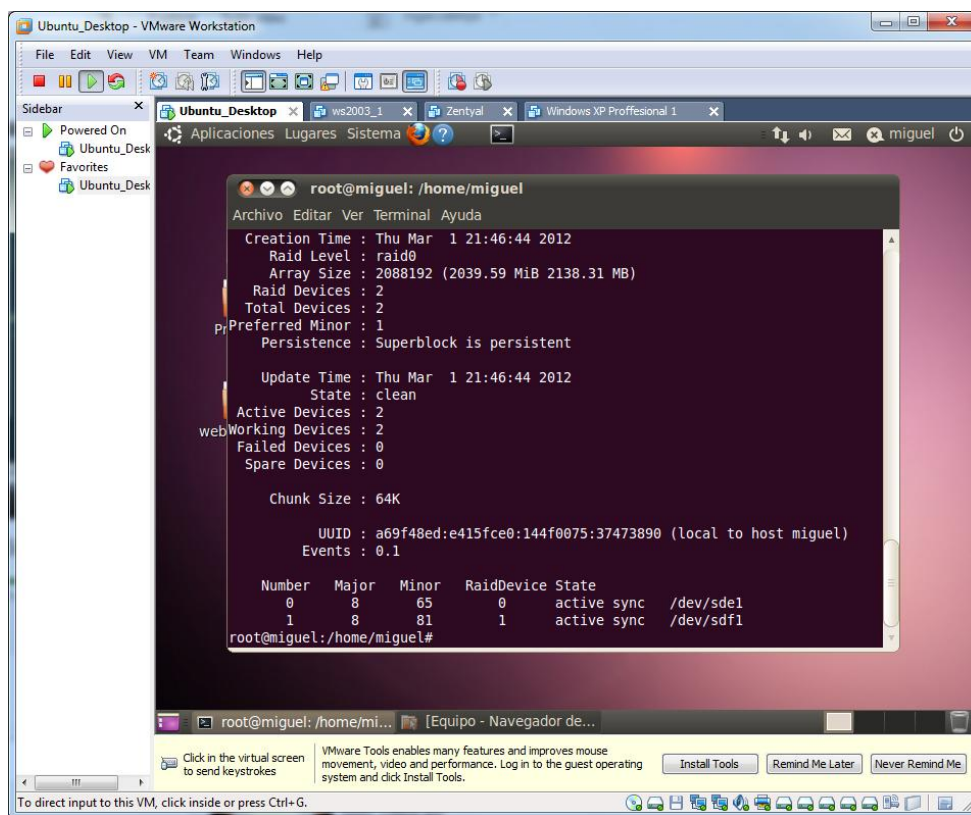 Ubuntu_Desktop - VMware Workstation
File Edit View VM Team Windows Help
Sidebar
Powered On
Ubuntu_Desk
Favorites
Ubuntu_Desk
Ubuntu_Desktop ws2003_1 Zentyal Windows XP Proffesional 1
Aplicaciones Lugares Sistema miguel
root@miguel: /home/miguel
Archivo Editar Ver Terminal Ayuda
Creation Time : Thu Mar 1 21:46:44 2012
Raid Level : raid0
Array Size : 2088192 (2039.59 MiB 2138.31 MB)
Raid Devices : 2
Total Devices : 2
Pr
Preferred Minor : 1
Persistence : Superblock is persistent
Update Time : Thu Mar 1 21:46:44 2012
State : clean
Active Devices : 2
web
Working Devices : 2
Failed Devices : 0
Spare Devices : 0
Chunk Size : 64K
UUID : a69f48ed:e415fce0:144f0075:37473890 (local to host miguel)
Events : 0.1
Number Major Minor RaidDevice State
0 8 65 0 active sync /dev/sde1
1 8 81 1 active sync /dev/sdf1
root@miguel:/home/miguel#
root@miguel: /home/mi... [Equipo - Navegador de...
Click in the virtual screen
to send keystrokes
VMware Tools enables many features and improves mouse
movement, video and performance. Log in to the guest operating
system and click Install Tools.
Install Tools Remind Me Later Never Remind Me
To direct input to this VM, click inside or press Ctrl+G.